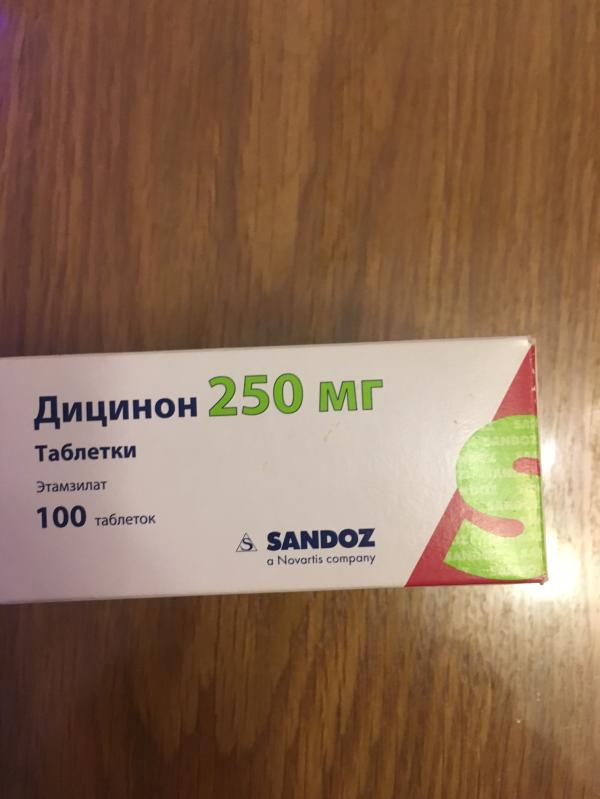 Дицинон 250 мг
Таблетки
Этамзилат
100 таблеток
SANDOZ
a Novartis company